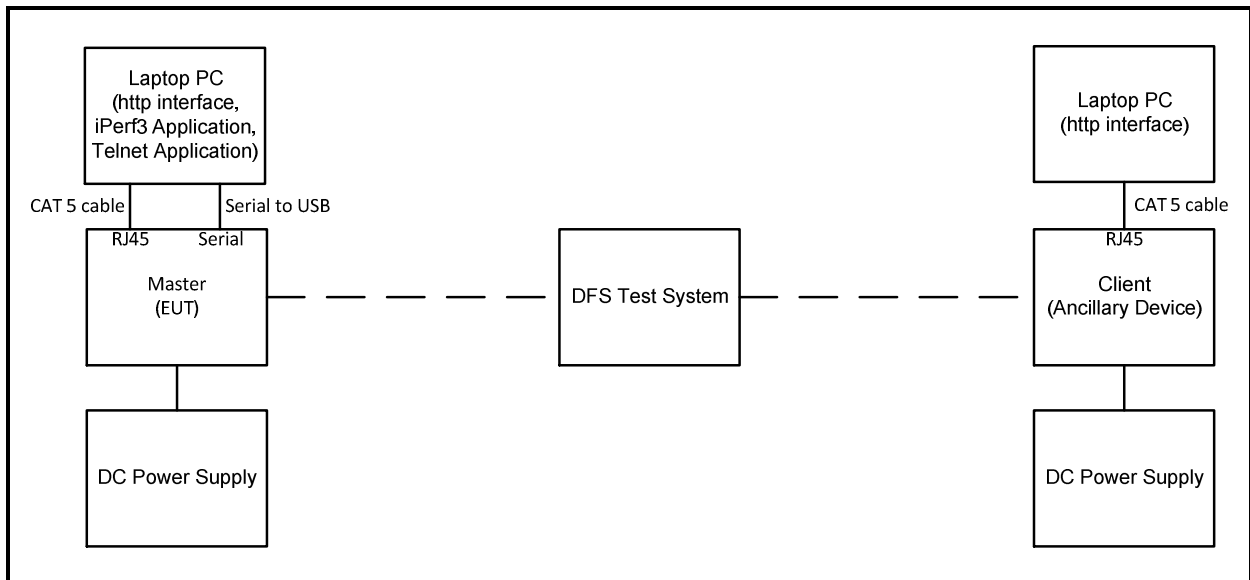 Laptop PC
(http interface,
iPerf3 Application,
Telnet Application)
CAT 5 cable
Serial to USB
RJ45
Serial
Master
(EUT)
DC Power Supply
DFS Test System
Laptop PC
(http interface)
CAT 5 cable
RJ45
Client
(Ancillary Device)
DC Power Supply